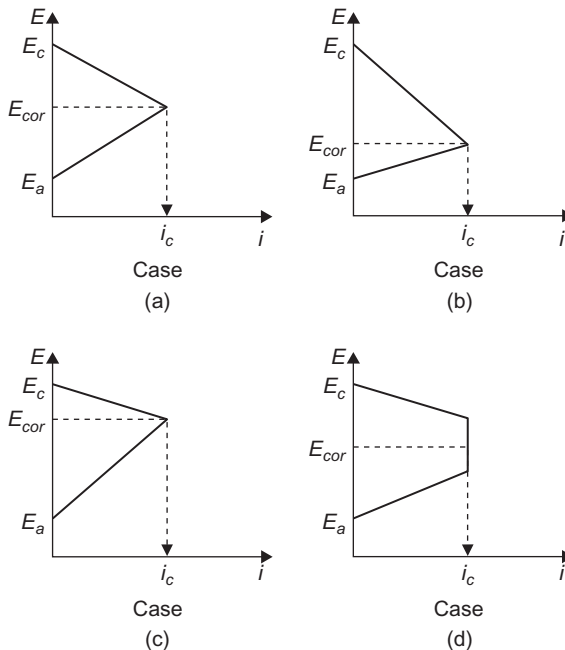 E
E_c
E_cor
E_a
i_c
i
Case
(a)
E
E_c
E_cor
E_a
i_c
i
Case
(b)
E
E_c
E_cor
E_a
i_c
i
Case
(c)
E
E_c
E_cor
E_a
i_c
i
Case
(d)